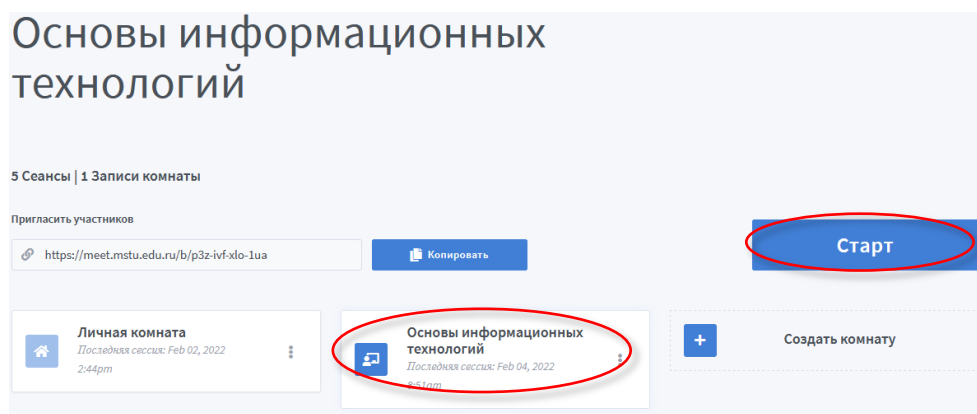 Основы информационных
технологий
5 Сеансы | 1 Записи комнаты
Пригласить участников
https://meet.mstu.edu.ru/b/p3z-ivf-xlo-1ua
Копировать
Старт
Личная комната
Последняя сессия: Feb 02, 2022
2:44pm
Основы информационных
технологий
Последняя сессия: Feb 04, 2022
8:51am
+
Создать комнату